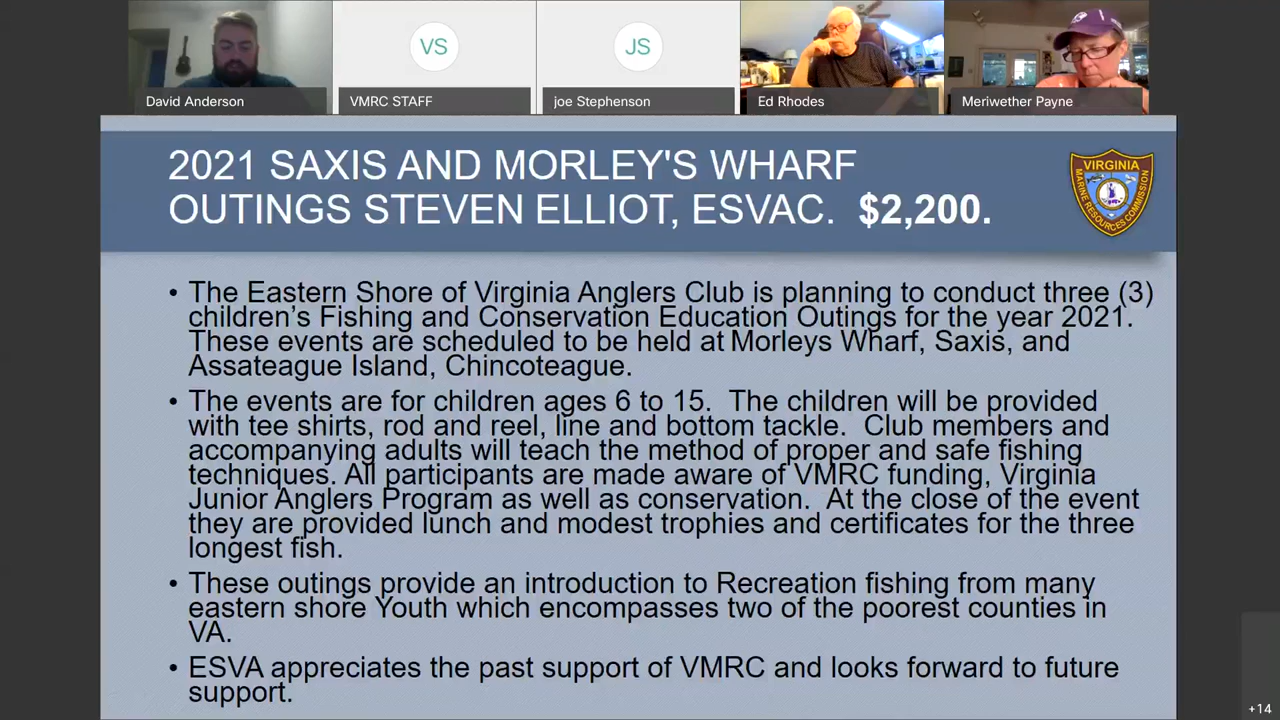 VS
JS
David Anderson
VMRC STAFF
joe Stephenson
Ed Rhodes
Meriwether Payne
2021 SAXIS AND MORLEY'S WHARF
OUTINGS STEVEN ELLIOT, ESVAC. $2,200.
VIRGINIA
MARINE RESOURCES COMMISSION
• The Eastern Shore of Virginia Anglers Club is planning to conduct three (3)
children’s Fishing and Conservation Education Outings for the year 2021.
These events are scheduled to be held at Morleys Wharf, Saxis, and
Assateague Island, Chincoteague.
• The events are for children ages 6 to 15. The children will be provided
with tee shirts, rod and reel, line and bottom tackle. Club members and
accompanying adults will teach the method of proper and safe fishing
techniques. All participants are made aware of VMRC funding, Virginia
Junior Anglers Program as well as conservation. At the close of the event
they are provided lunch and modest trophies and certificates for the three
longest fish.
• These outings provide an introduction to Recreation fishing from many
eastern shore Youth which encompasses two of the poorest counties in
VA.
• ESVA appreciates the past support of VMRC and looks forward to future
support.
+14